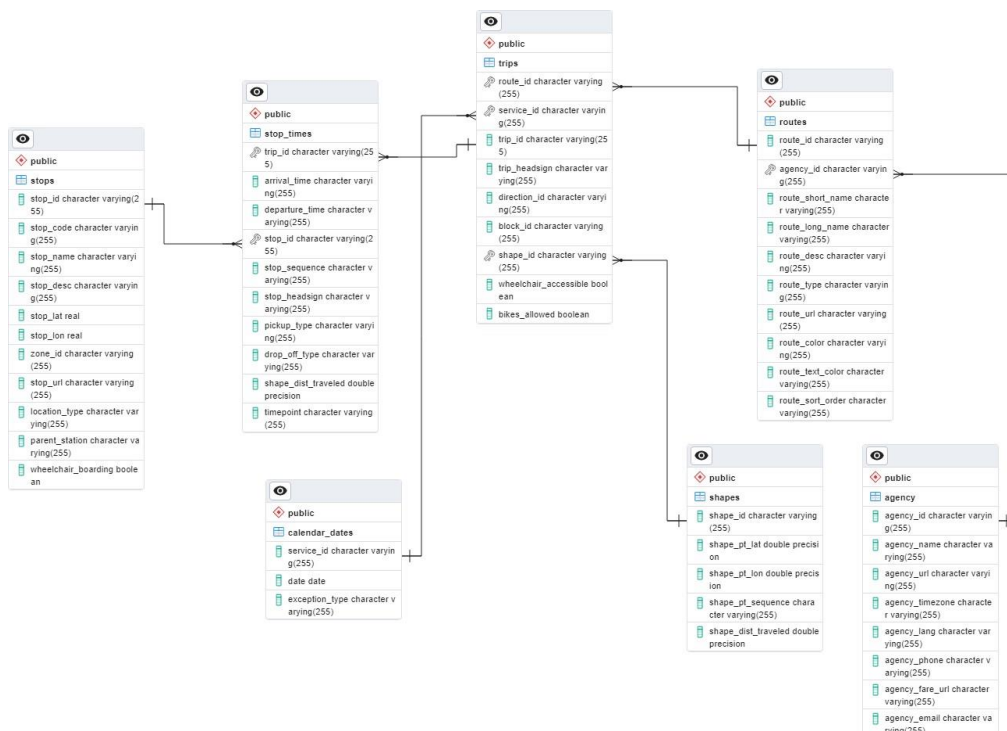 public
stops
stop_id character varying(2
55)
stop_code character varyin
g(255)
stop_name character varyi
ng(255)
stop_desc character varyin
g(255)
stop_lat real
stop_lon real
zone_id character varying
(255)
stop_url character varying
(255)
location_type character var
ying(255)
parent_station character va
rying(255)
wheelchair_boarding boole
an
public
stop_times
trip_id character varying(25
5)
arrival_time character varyi
ng(255)
departure_time character v
arying(255)
stop_id character varying(2
55)
stop_sequence character v
arying(255)
stop_headsign character v
arying(255)
pickup_type character varyi
ng(255)
drop_off_type character var
ying(255)
shape_dist_traveled double
precision
timepoint character varying
(255)
public
calendar_dates
service_id character varyin
g(255)
date date
exception_type character v
arying(255)
public
trips
route_id character varying
(255)
service_id character varyin
g(255)
trip_id character varying(25
5)
trip_headsign character var
ying(255)
direction_id character varyi
ng(255)
block_id character varying
(255)
shape_id character varying
(255)
wheelchair_accessible bool
ean
bikes_allowed boolean
public
routes
route_id character varying
(255)
agency_id character varyin
g(255)
route_short_name characte
r varying(255)
route_long_name character
varying(255)
route_desc character varyi
ng(255)
route_type character varyin
g(255)
route_url character varying
(255)
route_color character varyi
ng(255)
route_text_color character
varying(255)
route_sort_order character
varying(255)
public
shapes
shape_id character varying
(255)
shape_pt_lat double precisi
on
shape_pt_lon double precis
ion
shape_pt_sequence chara
cter varying(255)
shape_dist_traveled double
precision
public
agency
agency_id character varyin
g(255)
agency_name character va
rying(255)
agency_url character varyi
ng(255)
agency_timezone characte
r varying(255)
agency_lang character var
ying(255)
agency_phone character v
arying(255)
agency_fare_url character
varying(255)
agency_email character va
rying(255)